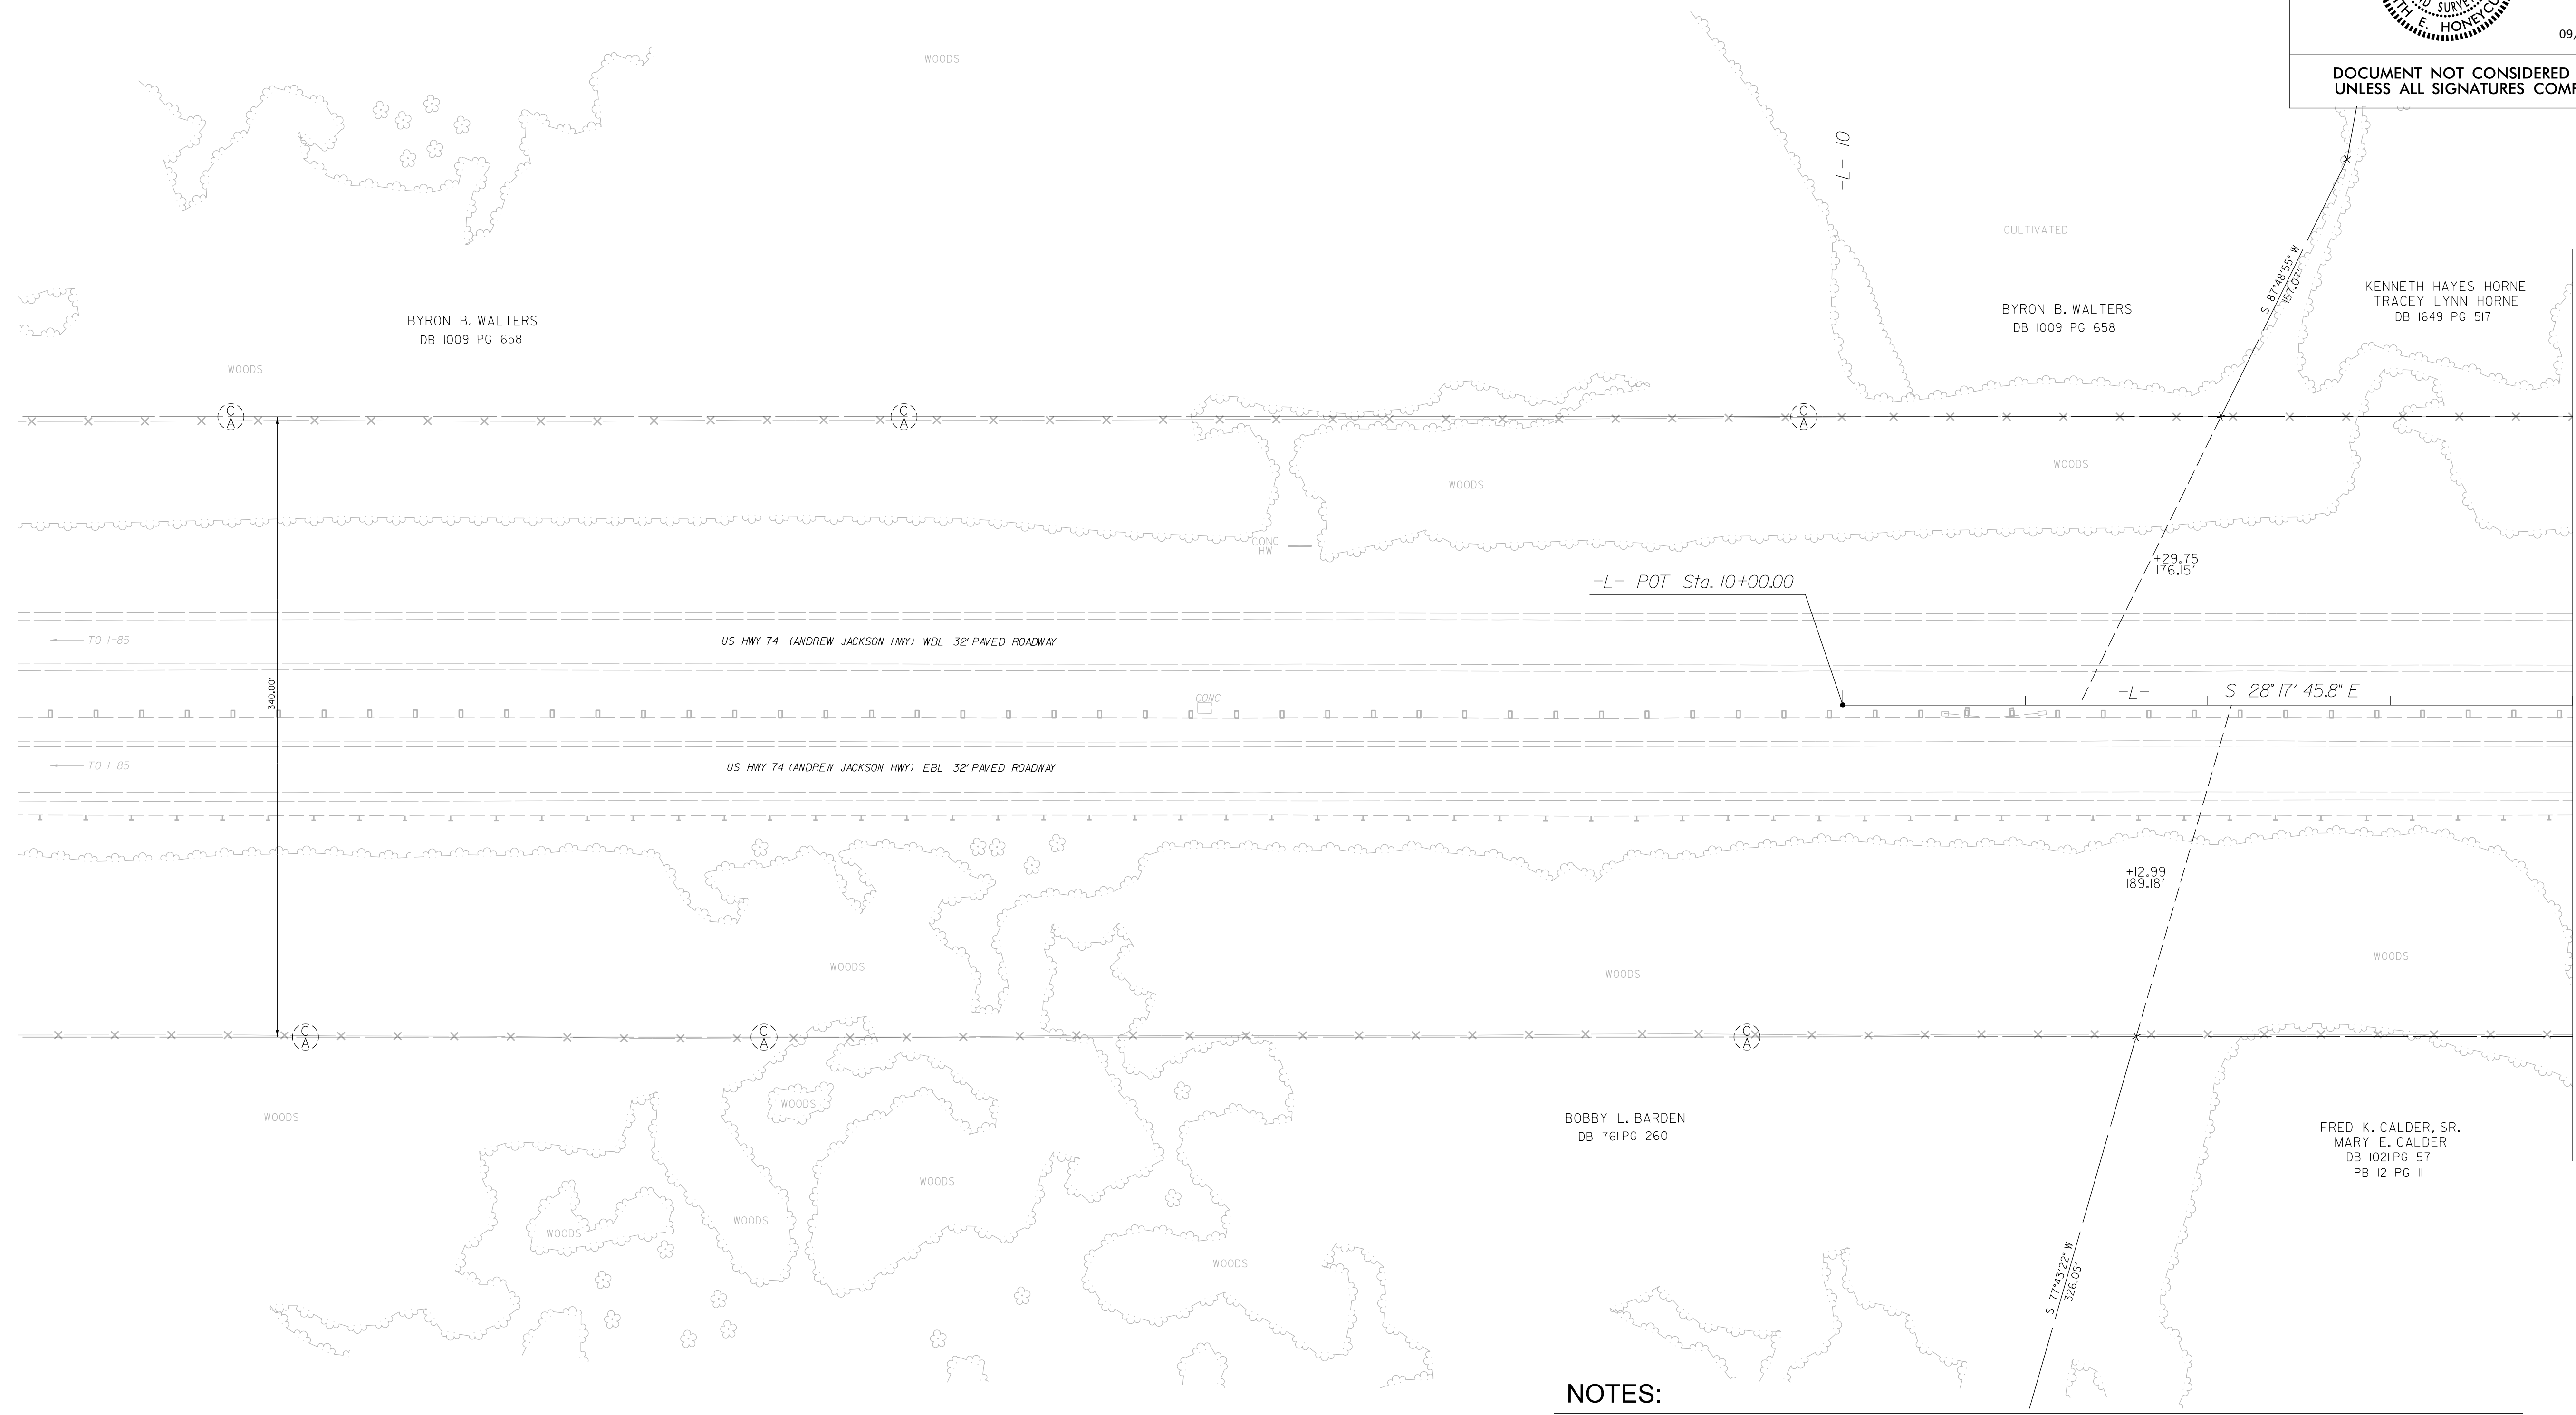 D SURVE
TH E. HONEYCU
09/
DOCUMENT NOT CONSIDERED
UNLESS ALL SIGNATURES COMP
WOODS
10 -L-
CULTIVATED
S 87°48'55" W
157.07'
KENNETH HAYES HORNE
TRACEY LYNN HORNE
DB 1649 PG 517
BYRON B. WALTERS
DB 1009 PG 658
BYRON B. WALTERS
DB 1009 PG 658
WOODS
C
A
C
A
C
A
WOODS
WOODS
CONC
HW
+29.75
176.15'
-L- POT Sta. 10+00.00
TO I-85
US HWY 74 (ANDREW JACKSON HWY) WBL 32' PAVED ROADWAY
340.00'
CONC
-L-
S 28° 17' 45.8" E
TO I-85
US HWY 74 (ANDREW JACKSON HWY) EBL 32' PAVED ROADWAY
+12.99
189.18'
WOODS
WOODS
WOODS
C
A
C
A
C
A
WOODS
WOODS
BOBBY L. BARDEN
DB 761 PG 260
FRED K. CALDER, SR.
MARY E. CALDER
DB 1021 PG 57
PB 12 PG 11
WOODS
WOODS
WOODS
WOODS
S 77°43'22" W
326.05'
NOTES: